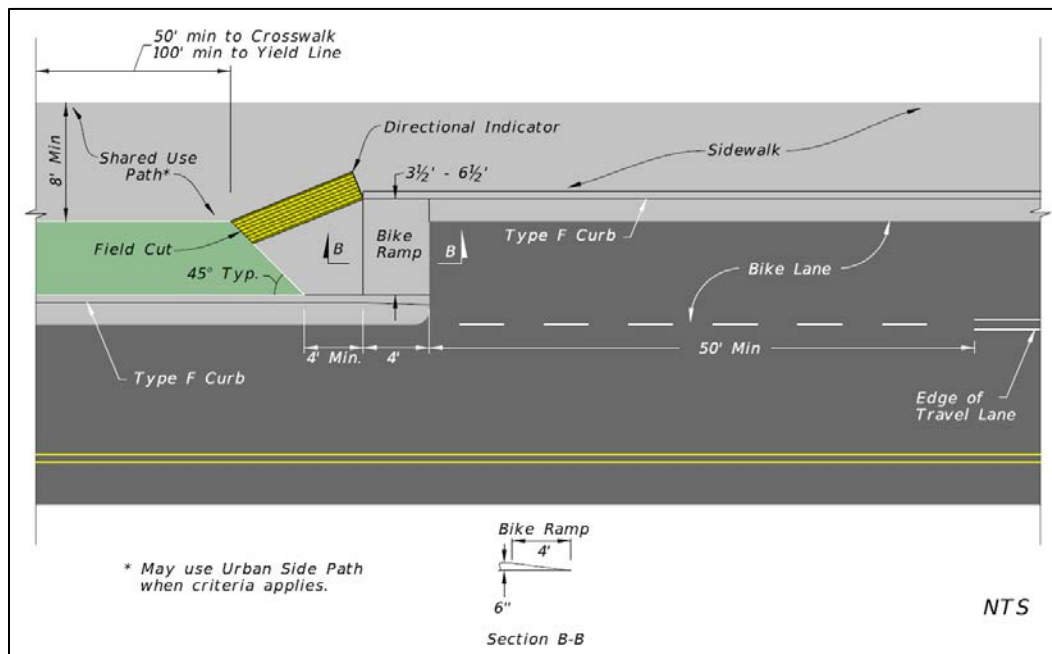 50' min to Crosswalk
100' min to Yield Line
Directional Indicator
8' Min
Shared Use
Path*
3½' - 6½'
Sidewalk
Field Cut
B
Bike
Ramp
B
Type F Curb
45° Typ.
Bike Lane
4' Min.
4'
50' Min
Type F Curb
Edge of
Travel Lane
Bike Ramp
4'
* May use Urban Side Path
when criteria applies.
6"
NTS
Section B-B